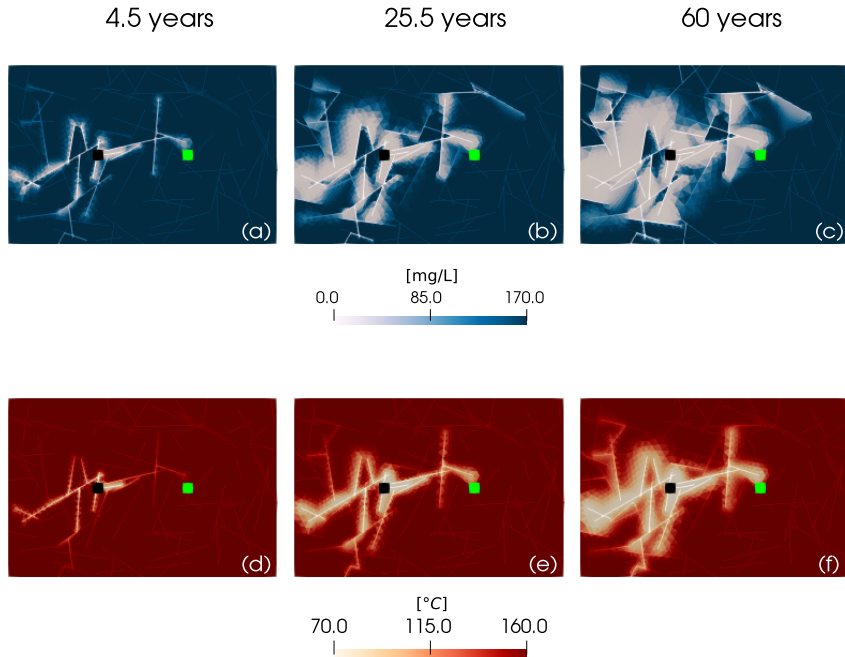 4.5 years 25.5 years 60 years
(a) (b) (c)
[mg/L]
0.0 85.0 170.0
(d) (e) (f)
[°C]
70.0 115.0 160.0